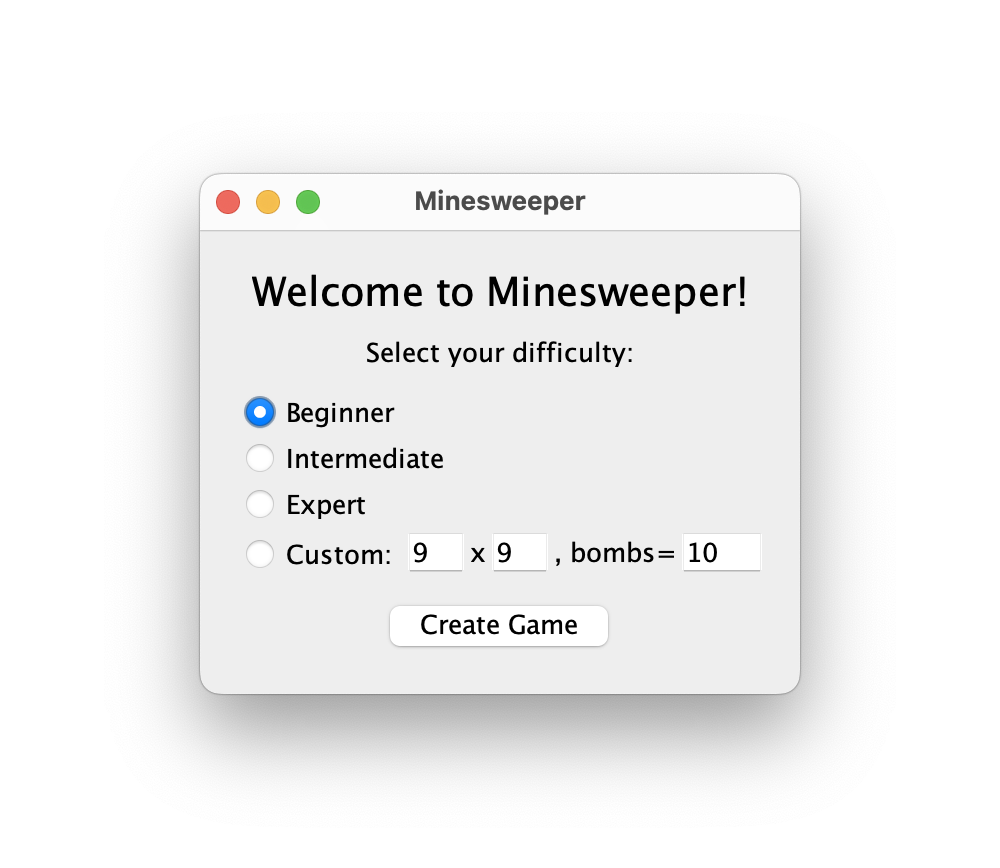 Minesweeper
Welcome to Minesweeper!
Select your difficulty:
Beginner
Intermediate
Expert
Custom: 9 x 9 , bombs= 10
Create Game